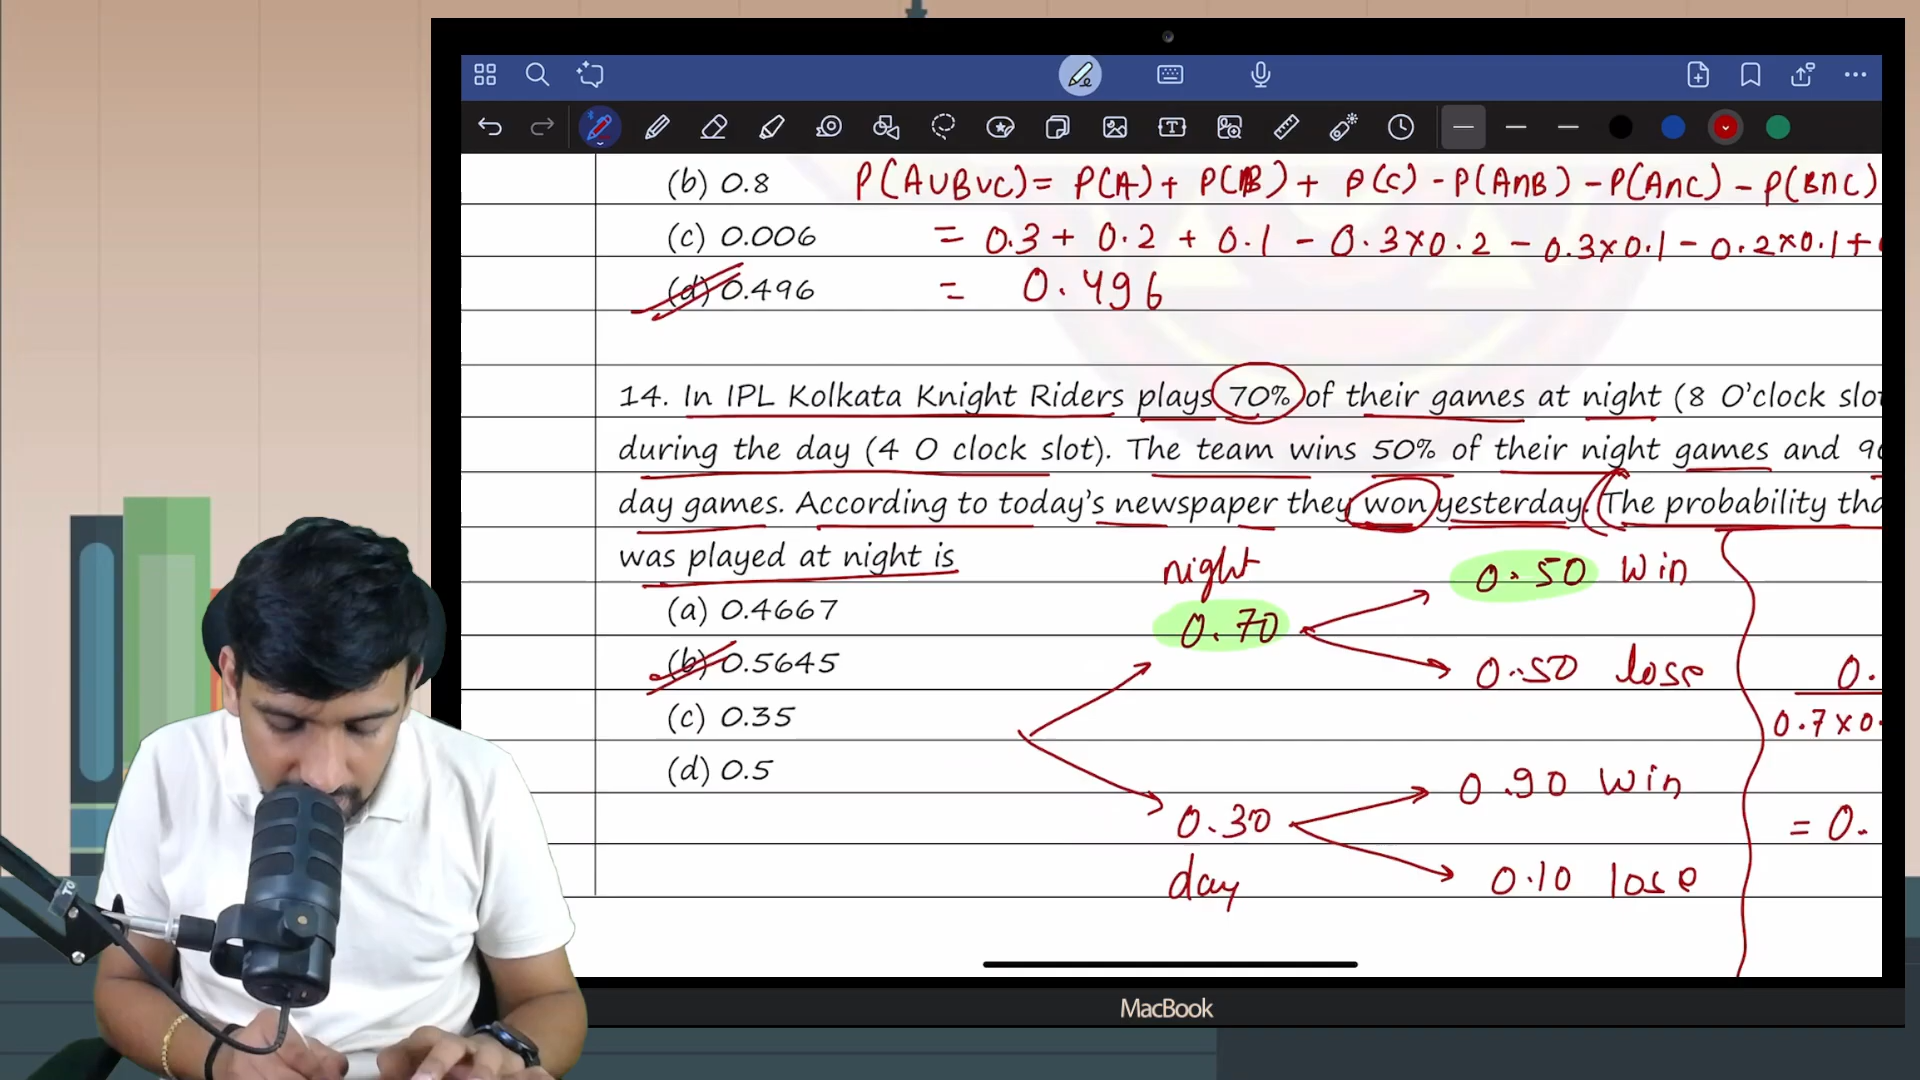 (b) 0.8 P(AUBUC) = P(A) + P(B) + P(C) - P(A∩B) - P(A∩C) - P(B∩C)
(c) 0.006 = 0.3 + 0.2 + 0.1 - 0.3×0.2 - 0.3×0.1 - 0.2×0.1 +
(d) 0.496 = 0.496
14. In IPL Kolkata Knight Riders plays 70% of their games at night (8 O'clock slo
during the day (4 O clock slot). The team wins 50% of their night games and 9
day games. According to today's newspaper they won yesterday. The probability tha
was played at night is
night 0.50 win
(a) 0.4667 0.70
(b) 0.5645 0.50 lose 0.
(c) 0.35 0.7×0.
(d) 0.5 0.90 win
0.30 = 0.
day 0.10 lose
MacBook